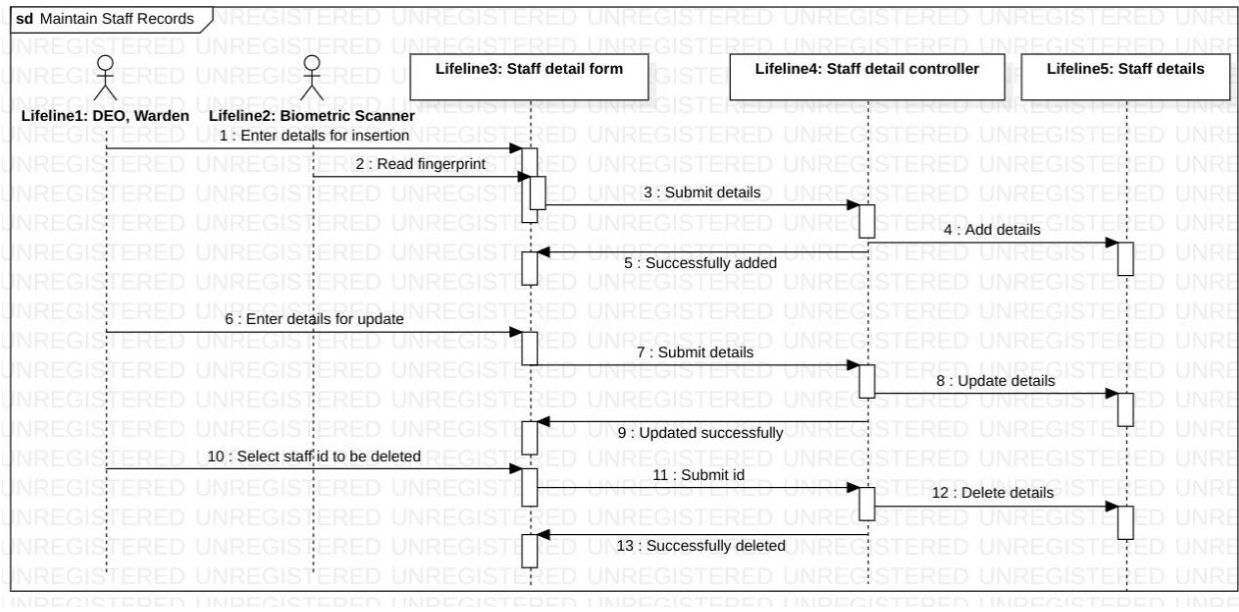 sd Maintain Staff Records
Lifeline3: Staff detail form
Lifeline4: Staff detail controller
Lifeline5: Staff details
Lifeline1: DEO, Warden
Lifeline2: Biometric Scanner
1 : Enter details for insertion
2 : Read fingerprint
3 : Submit details
4 : Add details
5 : Successfully added
6 : Enter details for update
7 : Submit details
8 : Update details
9 : Updated successfully
10 : Select staff id to be deleted
11 : Submit id
12 : Delete details
13 : Successfully deleted
UNREGISTERED